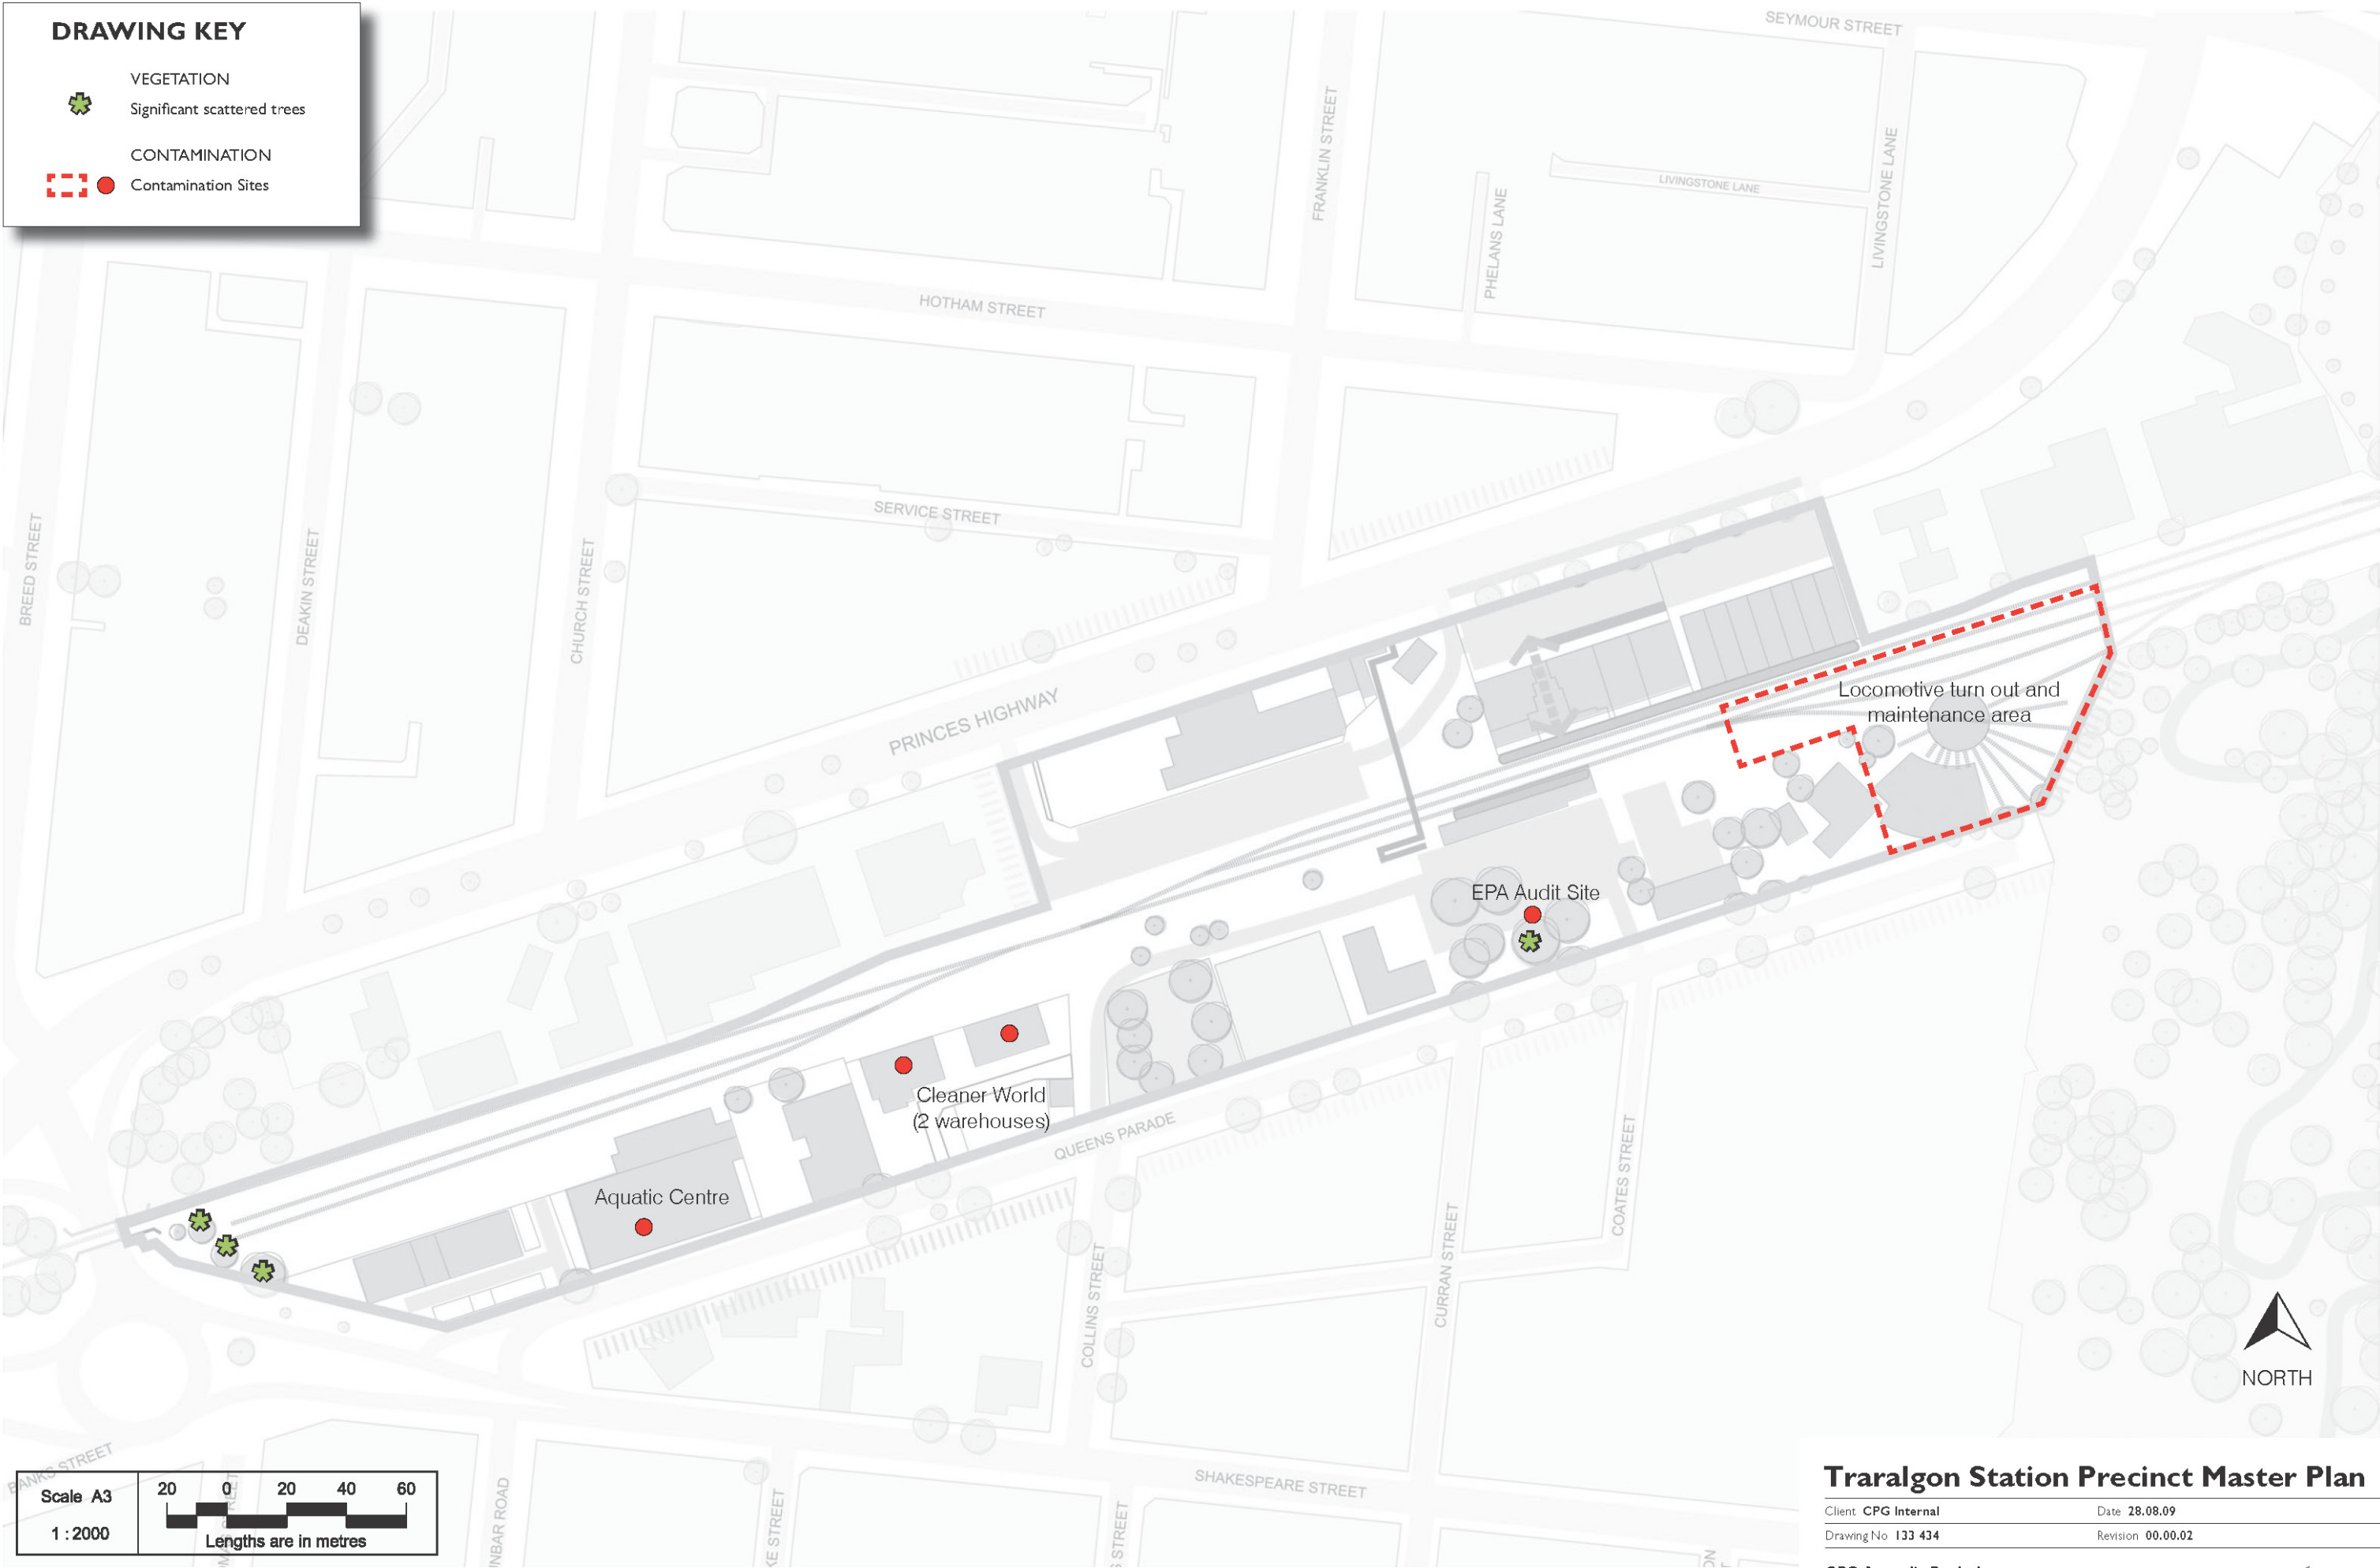 DRAWING KEY
VEGETATION
Significant scattered trees
CONTAMINATION
Contamination Sites
SEYMOUR STREET
FRANKLIN STREET
LIVINGSTONE LANE
LIVINGSTONE LANE
PHELANS LANE
HOTHAM STREET
SERVICE STREET
BREED STREET
DEAKIN STREET
CHURCH STREET
PRINCES HIGHWAY
Locomotive turn out and
maintenance area
EPA Audit Site
Cleaner World
(2 warehouses)
QUEENS PARADE
Aquatic Centre
COLLINS STREET
CURRAN STREET
COATES STREET
NORTH
BANKS STREET
SHAKESPEARE STREET
STREET
STREET
Scale A3
1 : 2000
20 0 20 40 60
Lengths are in metres
Traralgon Station Precinct Master Plan
Client CPG Internal
Date 28.08.09
Drawing No 133 434
Revision 00.00.02